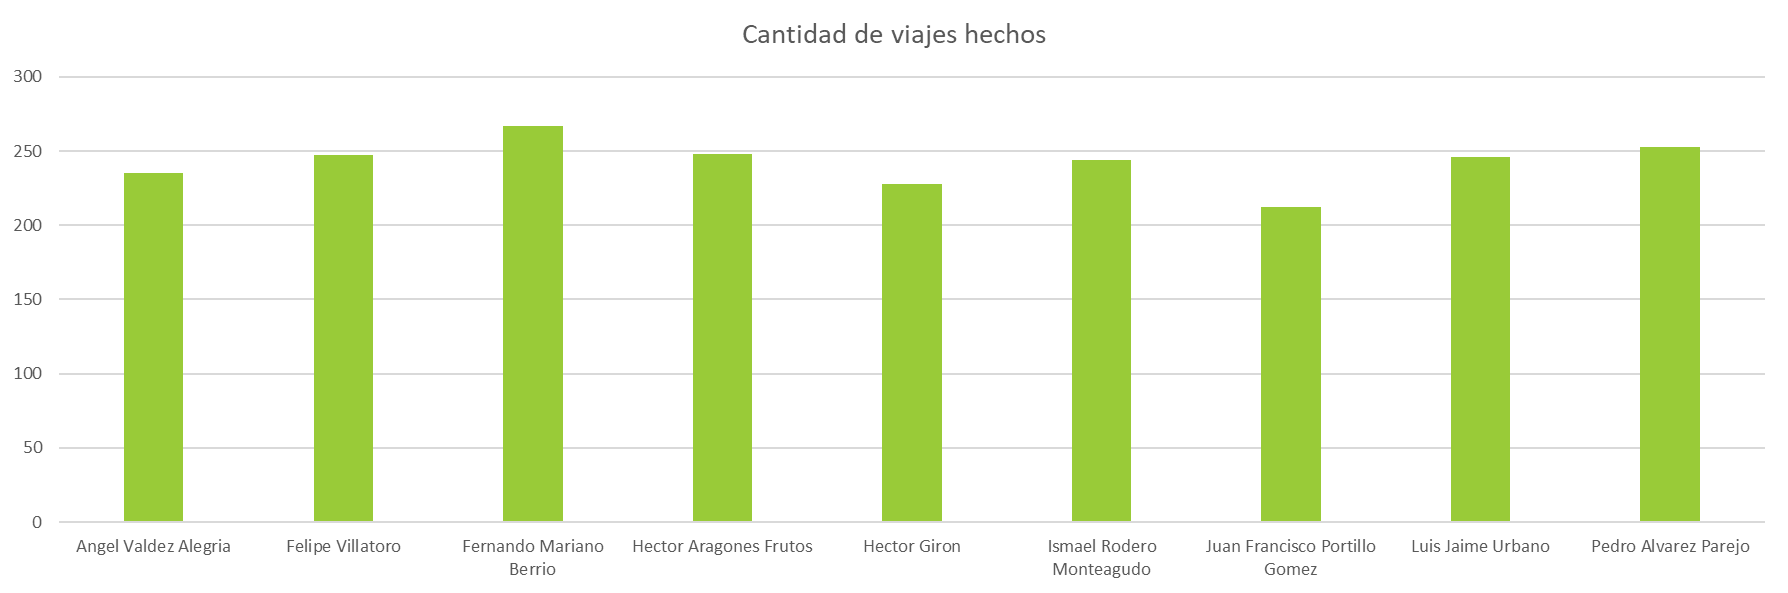 Cantidad de viajes hechos
300
250
200
150
100
50
0
Angel Valdez Alegria
Felipe Villatoro
Fernando Mariano
Berrio
Hector Aragones Frutos
Hector Giron
Ismael Rodero
Monteagudo
Juan Francisco Portillo
Gomez
Luis Jaime Urbano
Pedro Alvarez Parejo